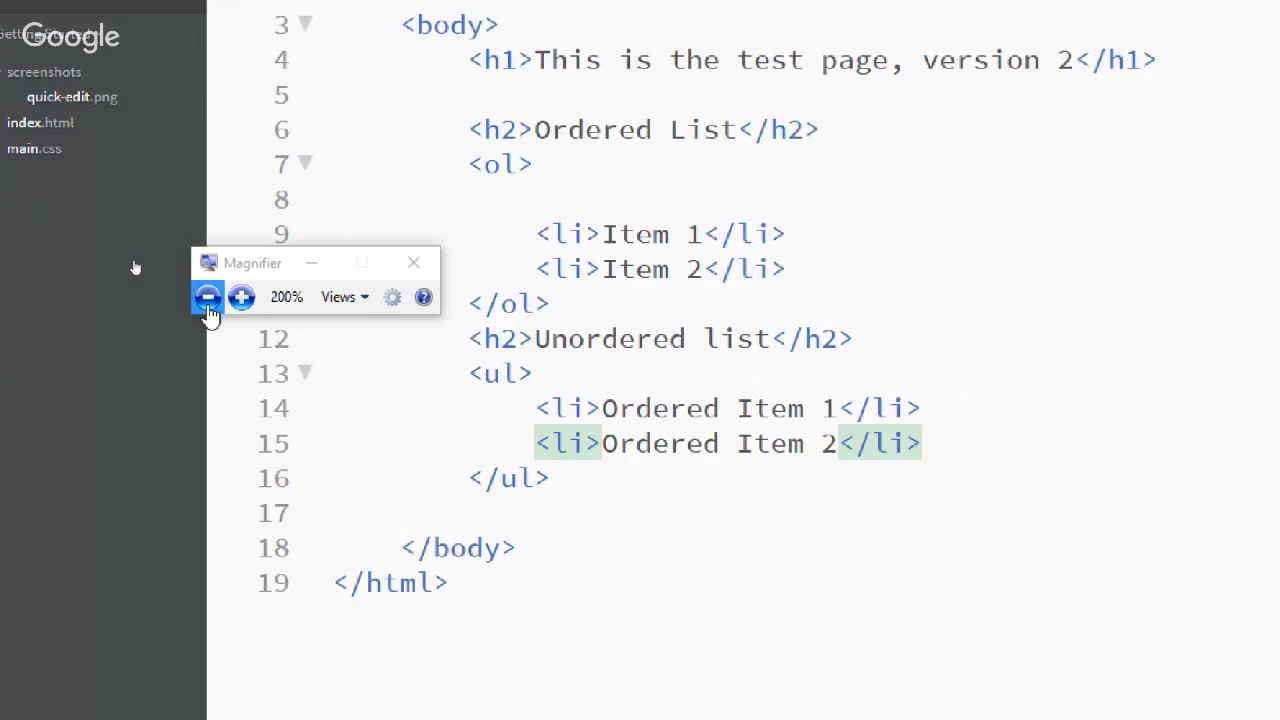 Google
screenshots
quick-edit.png
index.html
main.css
3 <body>
4 <h1>This is the test page, version 2</h1>
5
6 <h2>Ordered List</h2>
7 <ol>
8
9 <li>Item 1</li>
<li>Item 2</li>
</ol>
Magnifier
200% Views
12 <h2>Unordered list</h2>
13 <ul>
14 <li>Ordered Item 1</li>
15 <li>Ordered Item 2</li>
16 </ul>
17
18 </body>
19 </html>